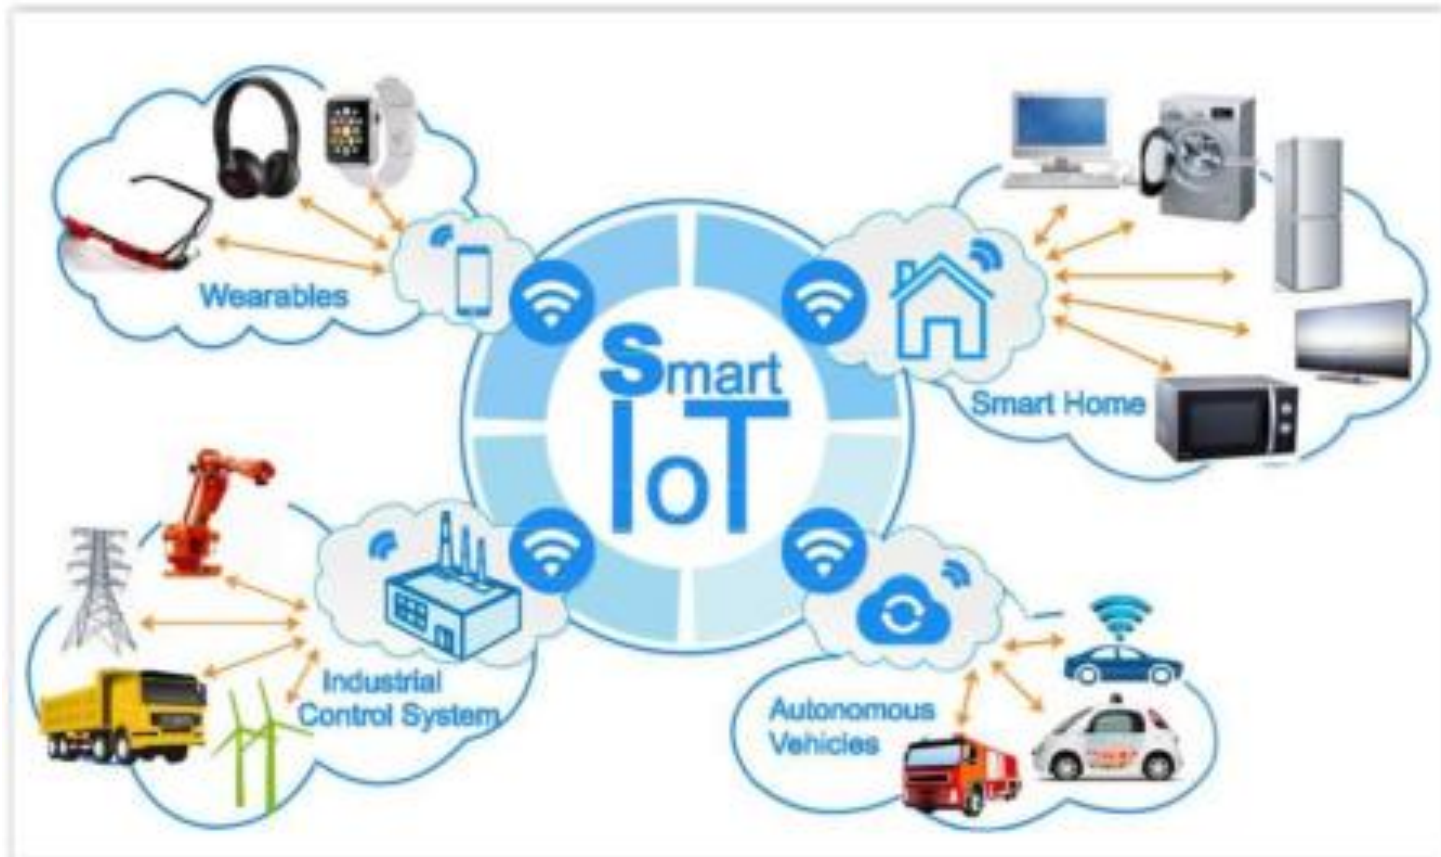 Wearables
Smart
IoT
Smart Home
Industrial
Control System
Autonomous
Vehicles